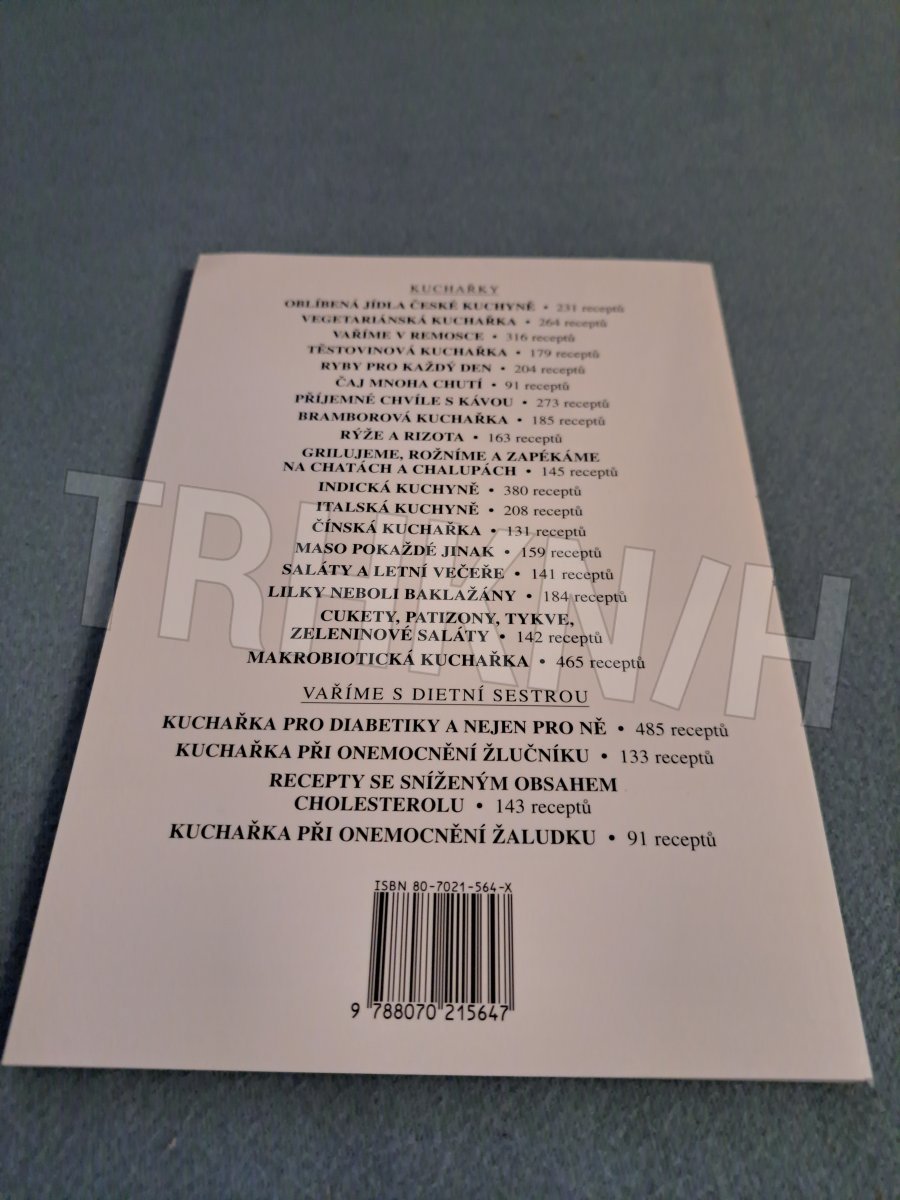 KUCHAŘKY
OBLÍBENÁ JÍDLA ČESKÉ KUCHYNĚ • 231 receptů
VEGETARIÁNSKÁ KUCHAŘKA • 264 receptů
VAŘÍME V REMOSCE • 316 receptů
TĚSTOVINOVÁ KUCHAŘKA • 179 receptů
RYBY PRO KAŽDÝ DEN • 204 receptů
ČAJ MNOHA CHUTÍ • 91 receptů
PŘÍJEMNÉ CHVÍLE S KÁVOU • 273 receptů
BRAMBOROVÁ KUCHAŘKA • 185 receptů
RÝŽE A RIZOTA • 163 receptů
GRILUJEME, ROŽNÍME A ZAPÉKÁME
NA CHATÁCH A CHALUPÁCH • 145 receptů
INDICKÁ KUCHYNĚ • 380 receptů
ITALSKÁ KUCHYNĚ • 208 receptů
ČÍNSKÁ KUCHAŘKA • 131 receptů
MASO POKAŽDÉ JINAK • 159 receptů
SALÁTY A LETNÍ VEČEŘE • 141 receptů
LILKY NEBOLI BAKLAŽÁNY • 184 receptů
CUKETY, PATIZONY, TYKVE,
ZELENINOVÉ SALÁTY • 142 receptů
MAKROBIOTICKÁ KUCHAŘKA • 465 receptů
VAŘÍME S DIETNÍ SESTROU
KUCHAŘKA PRO DIABETIKY A NEJEN PRO NĚ • 485 receptů
KUCHAŘKA PŘI ONEMOCNĚNÍ ŽLUČNÍKU • 133 receptů
RECEPTY SE SNÍŽENÝM OBSAHEM
CHOLESTEROLU • 143 receptů
KUCHAŘKA PŘI ONEMOCNĚNÍ ŽALUDKU • 91 receptů
ISBN 80-7021-564-X
9 788070 215647